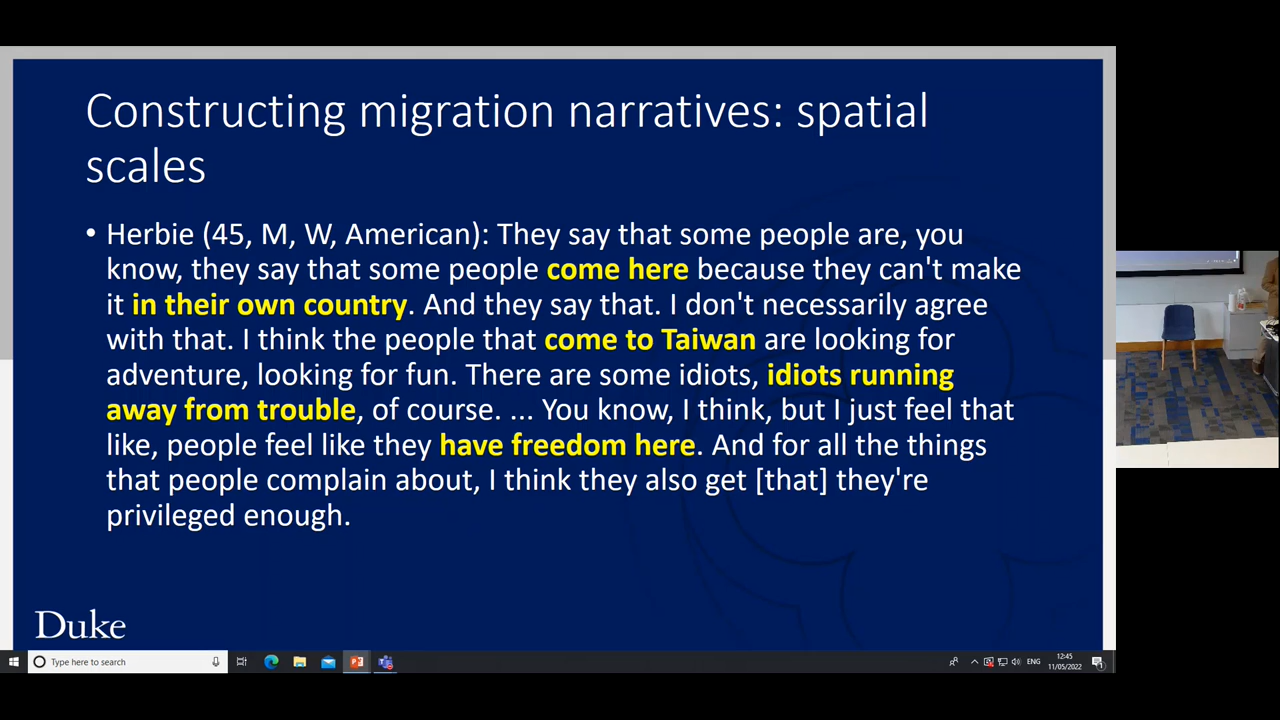 Constructing migration narratives: spatial
scales
• Herbie (45, M, W, American): They say that some people are, you
know, they say that some people come here because they can't make
it in their own country. And they say that. I don't necessarily agree
with that. I think the people that come to Taiwan are looking for
adventure, looking for fun. There are some idiots, idiots running
away from trouble, of course. ... You know, I think, but I just feel that
like, people feel like they have freedom here. And for all the things
that people complain about, I think they also get [that] they're
privileged enough.
Duke
Type here to search
ENG
12:45
11/05/2022